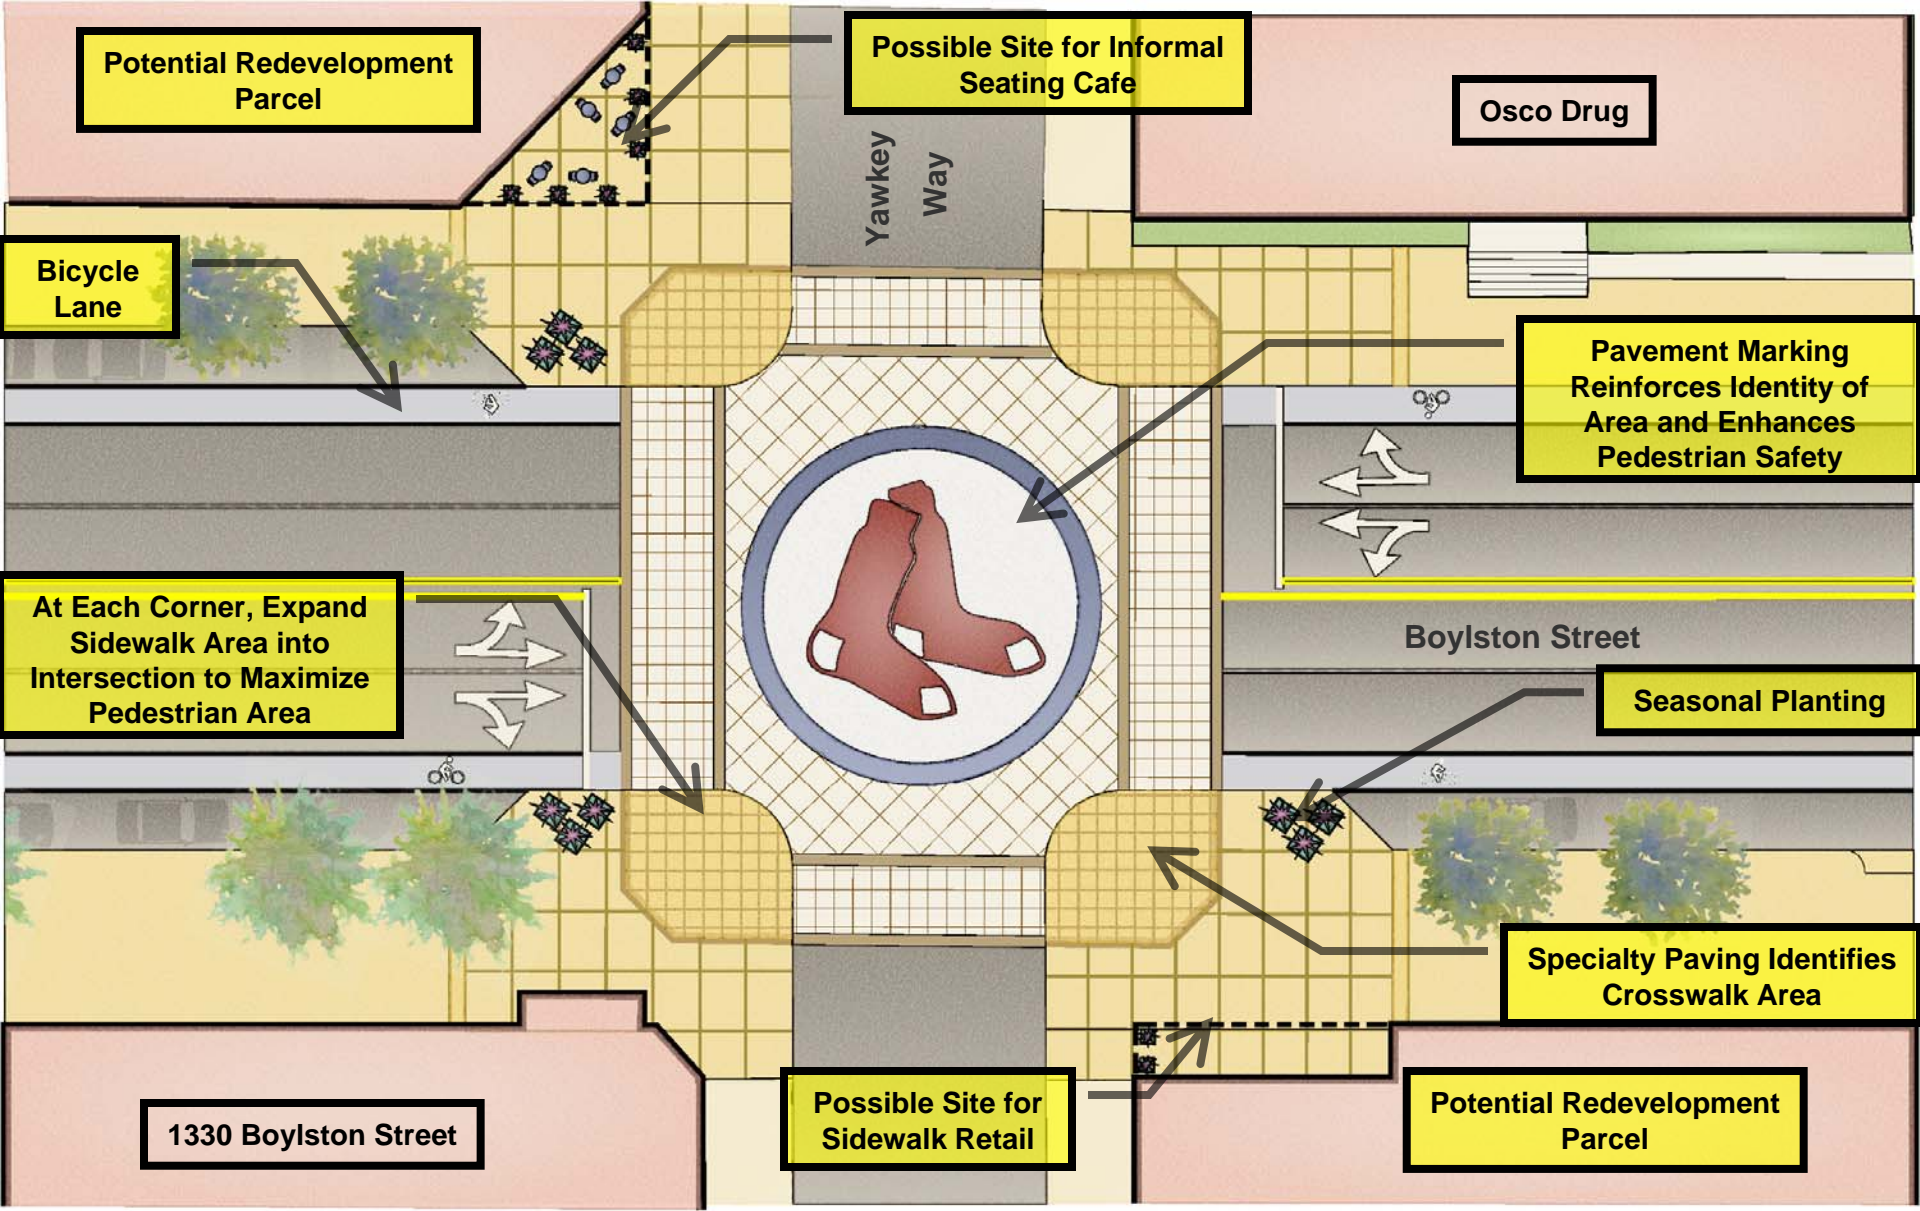 Potential Redevelopment
Parcel
Possible Site for Informal
Seating Cafe
Osco Drug
Yawkey
Way
Bicycle
Lane
Pavement Marking
Reinforces Identity of
Area and Enhances
Pedestrian Safety
At Each Corner, Expand
Sidewalk Area into
Intersection to Maximize
Pedestrian Area
Boylston Street
Seasonal Planting
Specialty Paving Identifies
Crosswalk Area
1330 Boylston Street
Possible Site for
Sidewalk Retail
Potential Redevelopment
Parcel